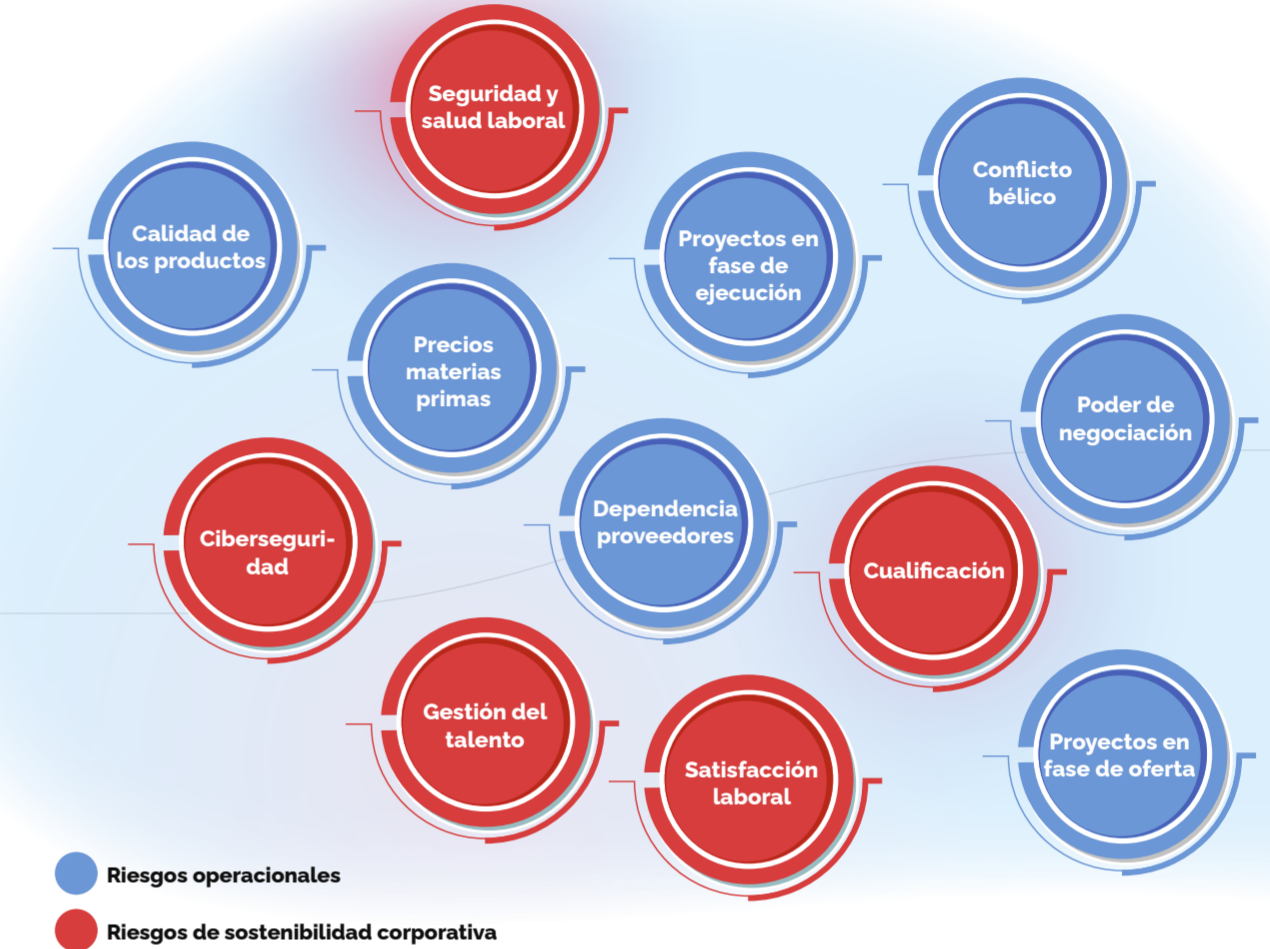 Seguridad y
salud laboral
Conflicto
bélico
Calidad de
los productos
Proyectos en
fase de
ejecución
Precios
materias
primas
Poder de
negociación
Dependencia
proveedores
Ciberseguri-
dad
Cualificación
Gestión del
talento
Satisfacción
laboral
Proyectos en
fase de oferta
Riesgos operacionales
Riesgos de sostenibilidad corporativa